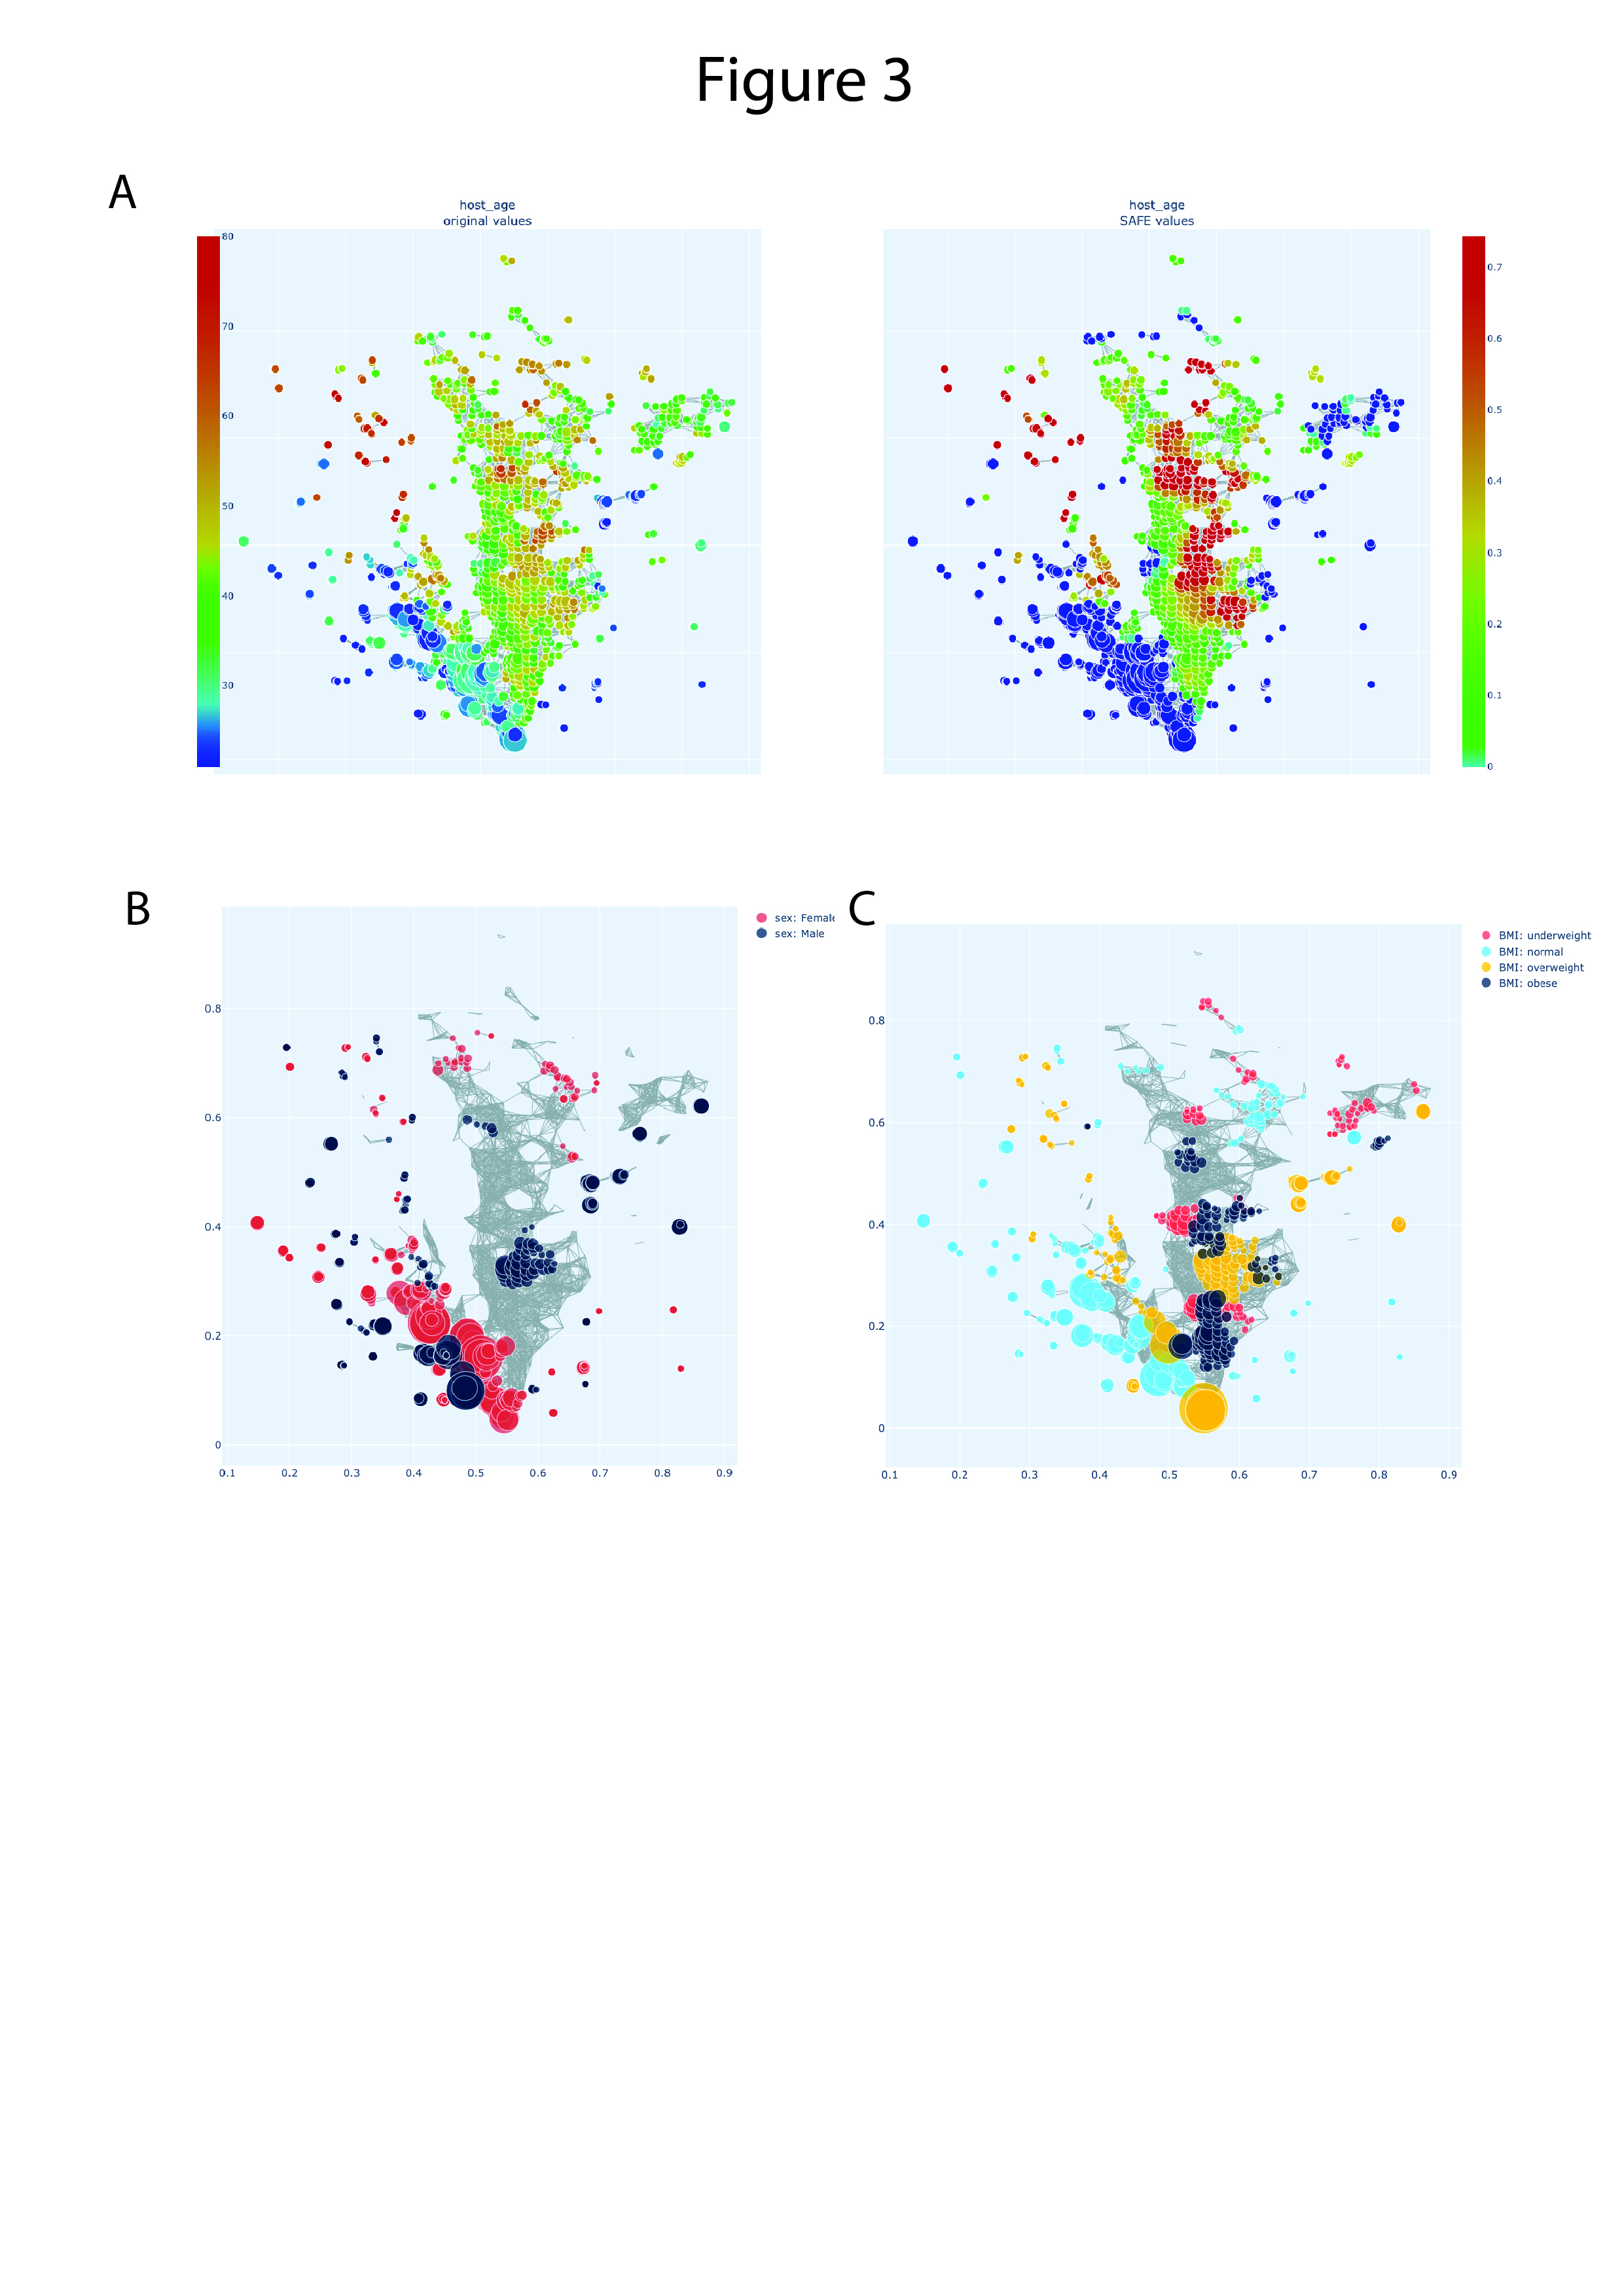 Figure 3
A
host_age
original values
host_age
SAFE values
80
70
60
50
40
30
0.7
0.6
0.5
0.4
0.3
0.2
0.1
0
B
sex: Female
sex: Male
0.8
0.6
0.4
0.2
0
0.1 0.2 0.3 0.4 0.5 0.6 0.7 0.8 0.9
C
BMI: underweight
BMI: normal
BMI: overweight
BMI: obese
0.8
0.6
0.4
0.2
0
0.1 0.2 0.3 0.4 0.5 0.6 0.7 0.8 0.9